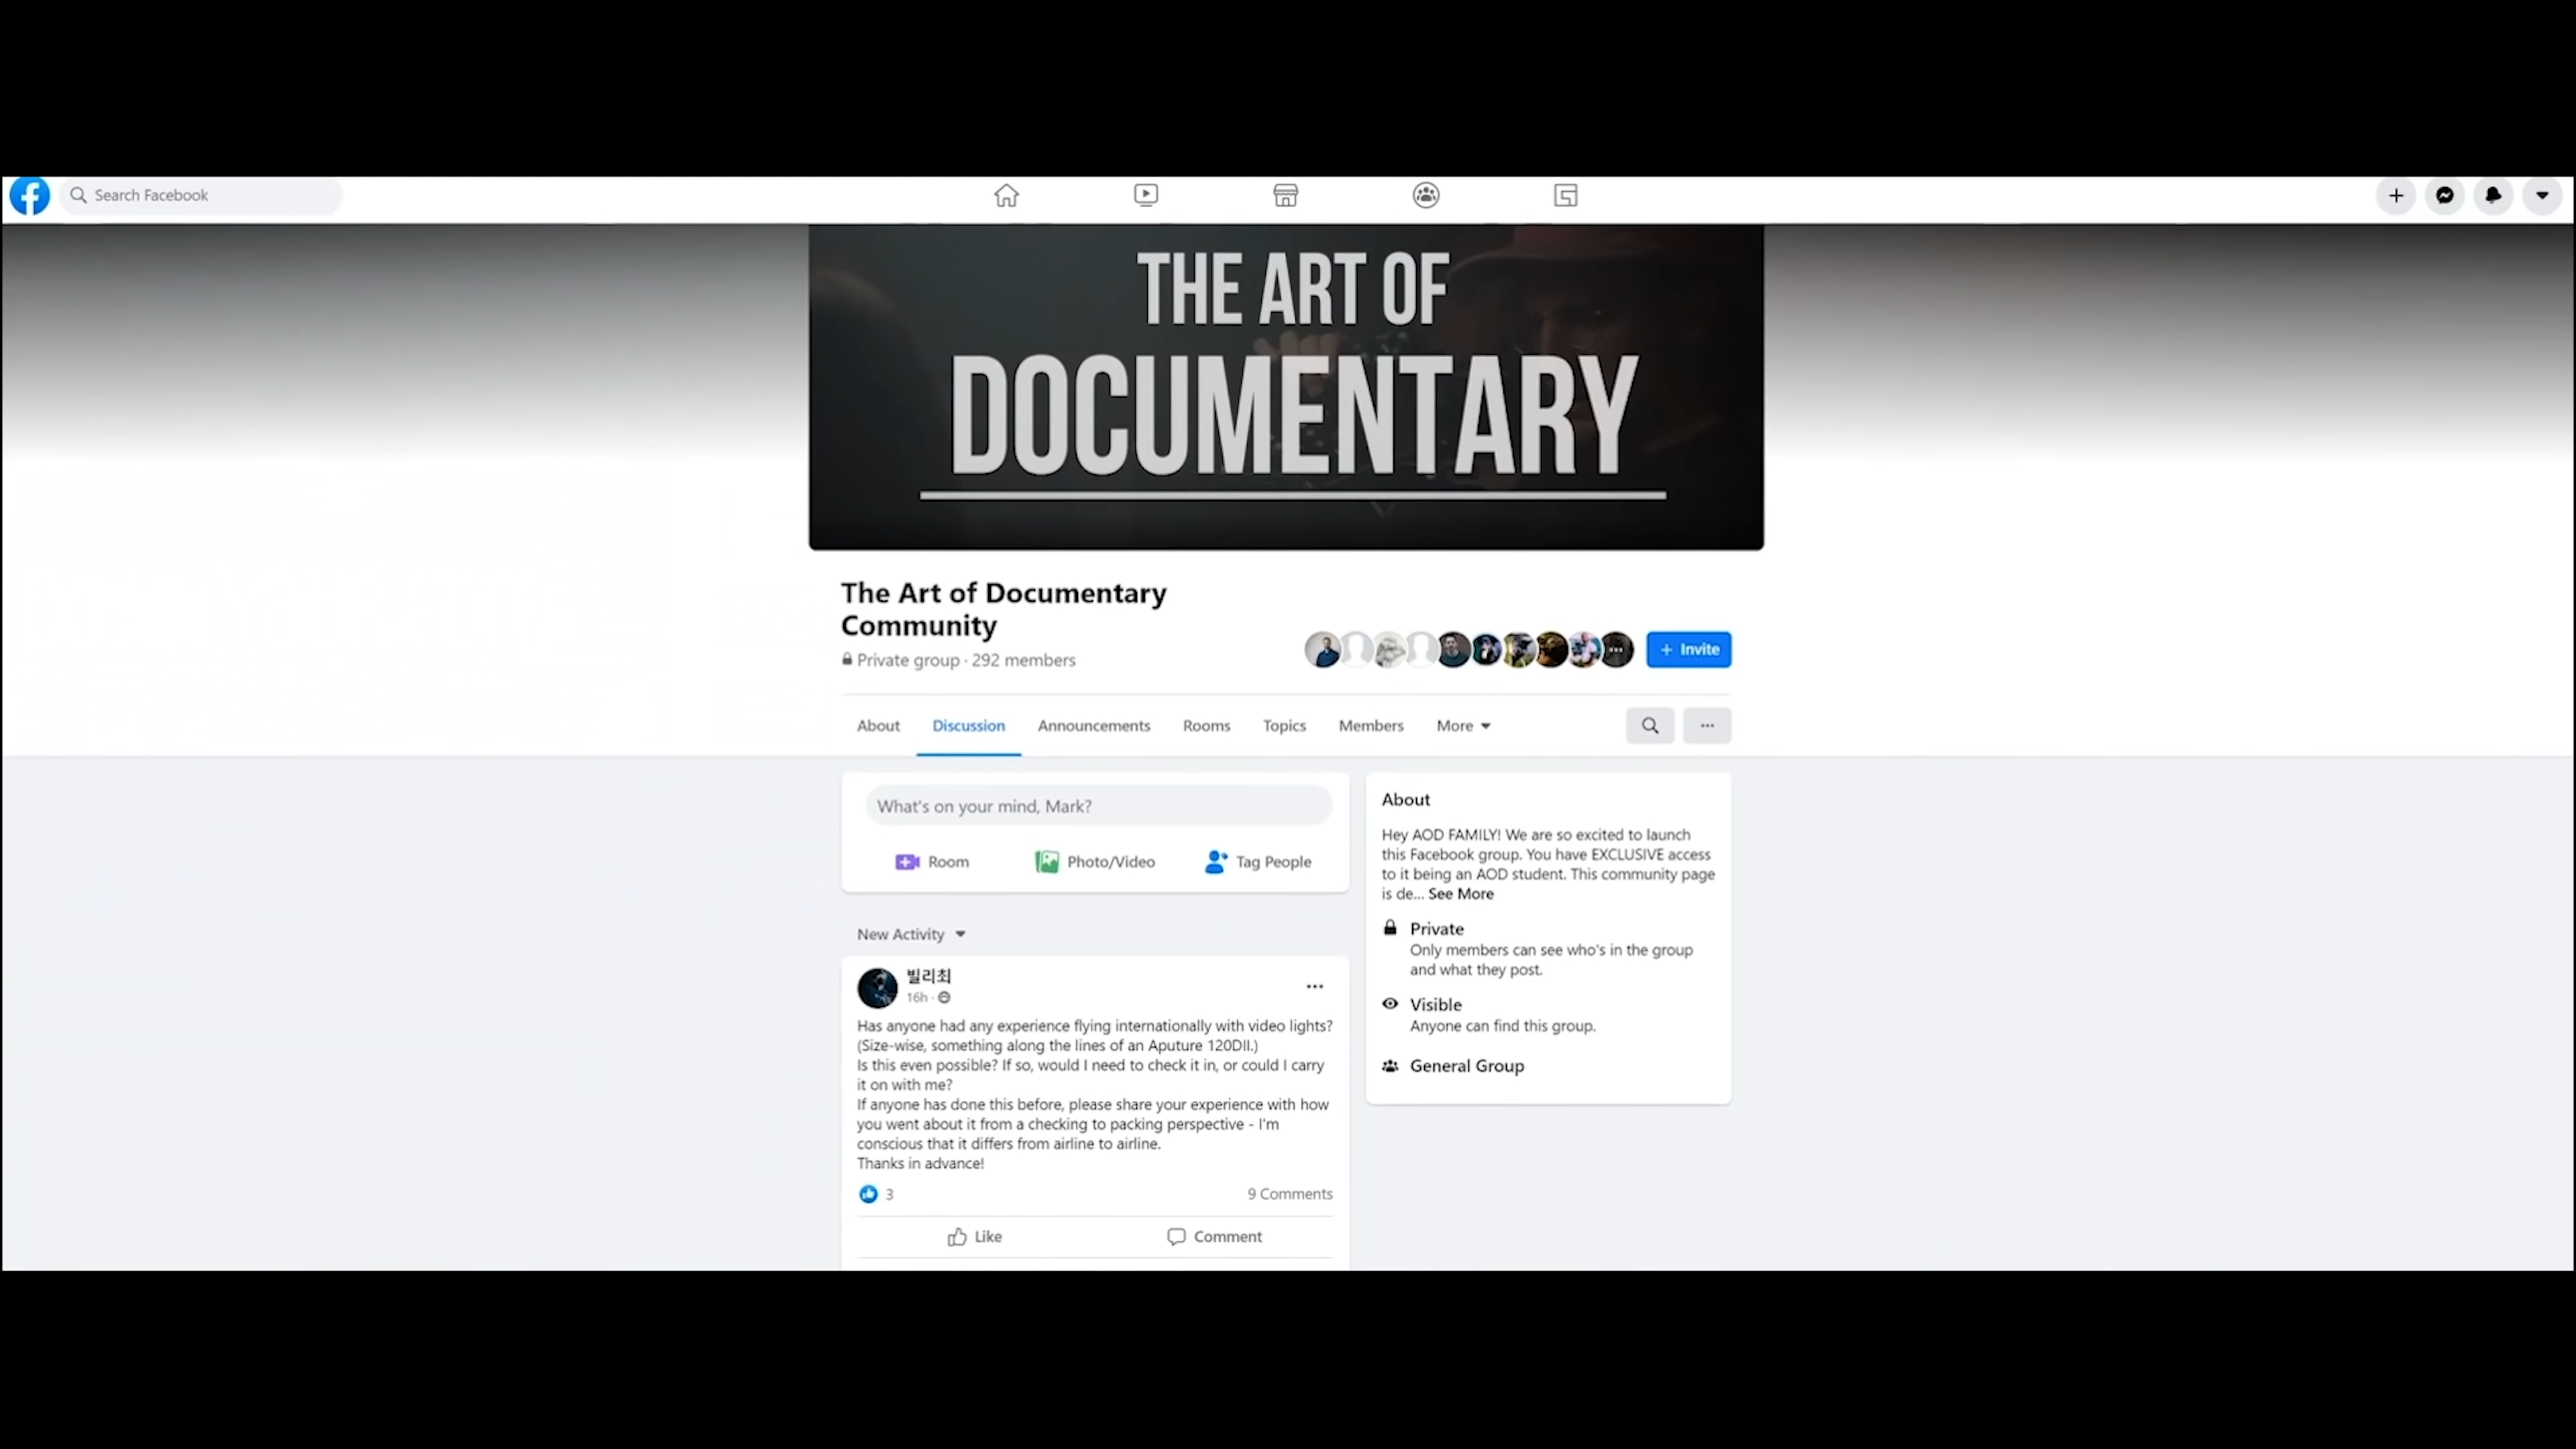 Search Facebook
THE ART OF
DOCUMENTARY
The Art of Documentary
Community
Private group · 292 members
+ Invite
About
Discussion
Announcements
Rooms
Topics
Members
More
What's on your mind, Mark?
Room
Photo/Video
Tag People
New Activity
빌리최
16h ·
Has anyone had any experience flying internationally with video lights?
(Size-wise, something along the lines of an Aputure 120DII.)
Is this even possible? If so, would I need to check it in, or could I carry
it on with me?
If anyone has done this before, please share your experience with how
you went about it from a checking to packing perspective - I'm
conscious that it differs from airline to airline.
Thanks in advance!
3
9 Comments
Like
Comment
About
Hey AOD FAMILY! We are so excited to launch
this Facebook group. You have EXCLUSIVE access
to it being an AOD student. This community page
is de... See More
Private
Only members can see who's in the group
and what they post.
Visible
Anyone can find this group.
General Group